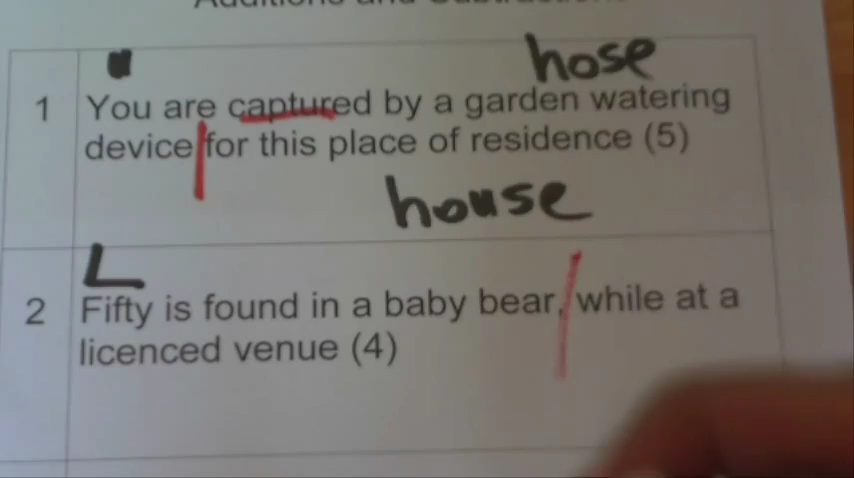 u
hose
1 You are captured by a garden watering
device for this place of residence (5)
house
L
2 Fifty is found in a baby bear, while at a
licenced venue (4)